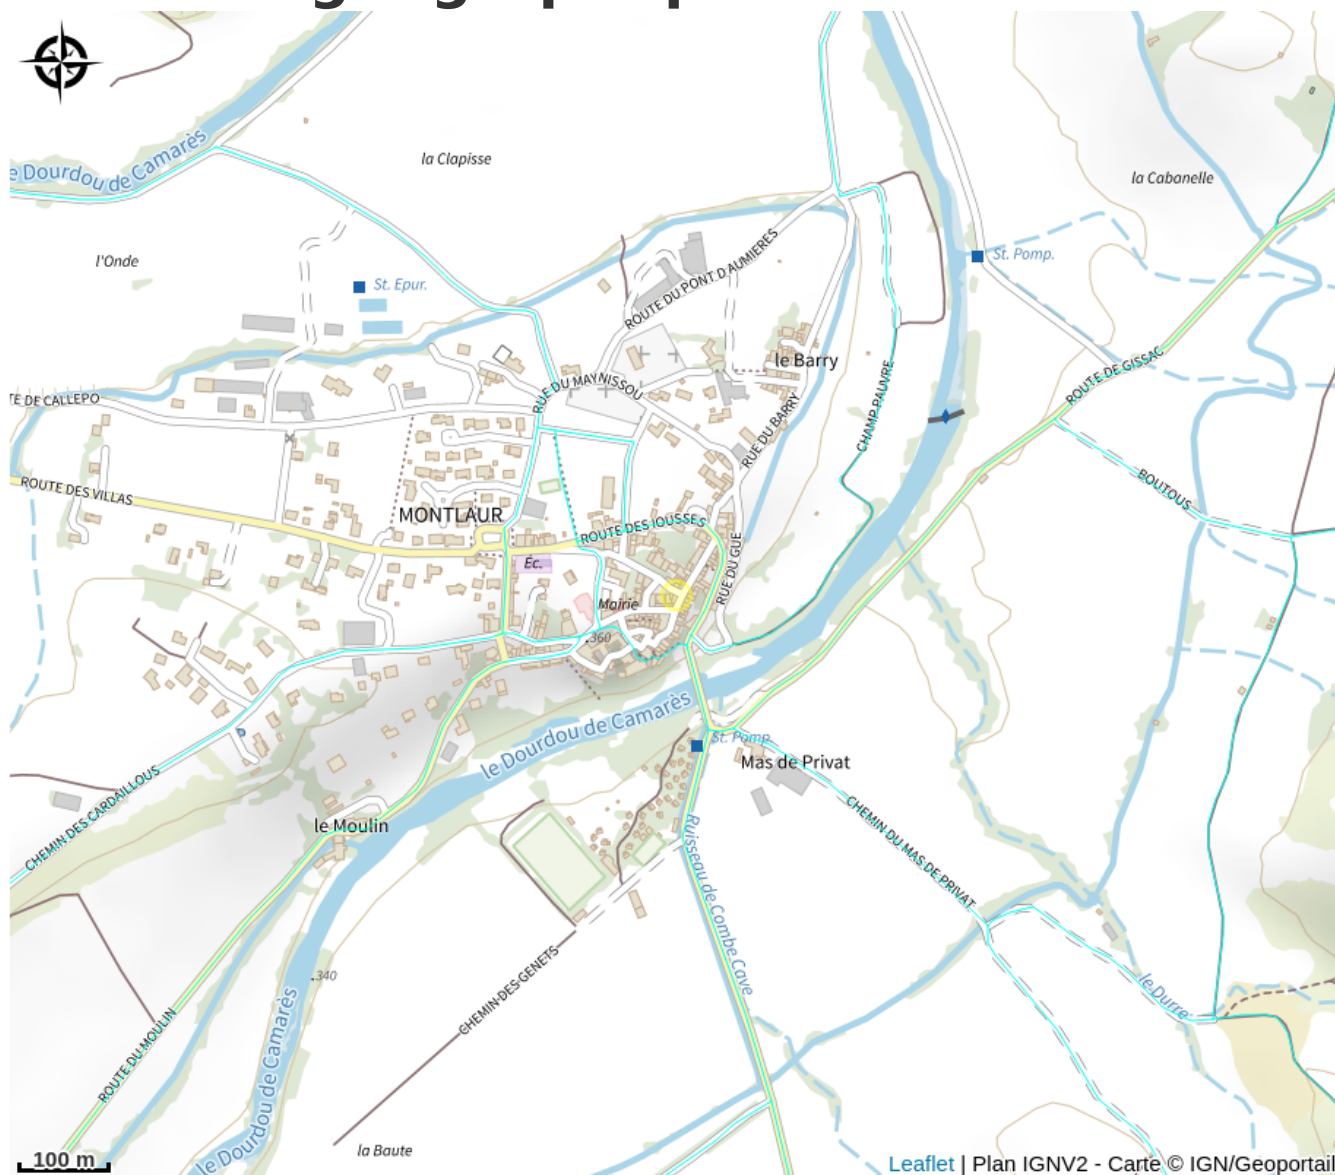 le Dourdou de Camarès
la Clapisse
la Cabanelle
l'Onde
St. Pomp.
St. Epur.
ROUTE DU PONT D AUMIERES
le Barry
ROUTE DE GISSAC
RUE DU MAYNISSOU
TE DE CALLEPO
CHAMP PAUVRE
RUE DU BARRY
ROUTE DES VILLAS
BOUTOUS
MONTLAUR
ROUTE DES IOUSSES
RUE DU GUE
Éc.
Mairie
360
le Dourdou de Camarès
St. Pomp.
Mas de Privat
CHEMIN DES CARDAILLOUS
le Moulin
CHEMIN DU MAS DE PRIVAT
Ruisseau de Combe Cave
340
CHEMIN DES GENETS
le Durre
ROUTE DU MOULIN
le Dourdou de Camarès
la Baute
100 m
Leaflet | Plan IGNV2 - Carte © IGN/Geoportail